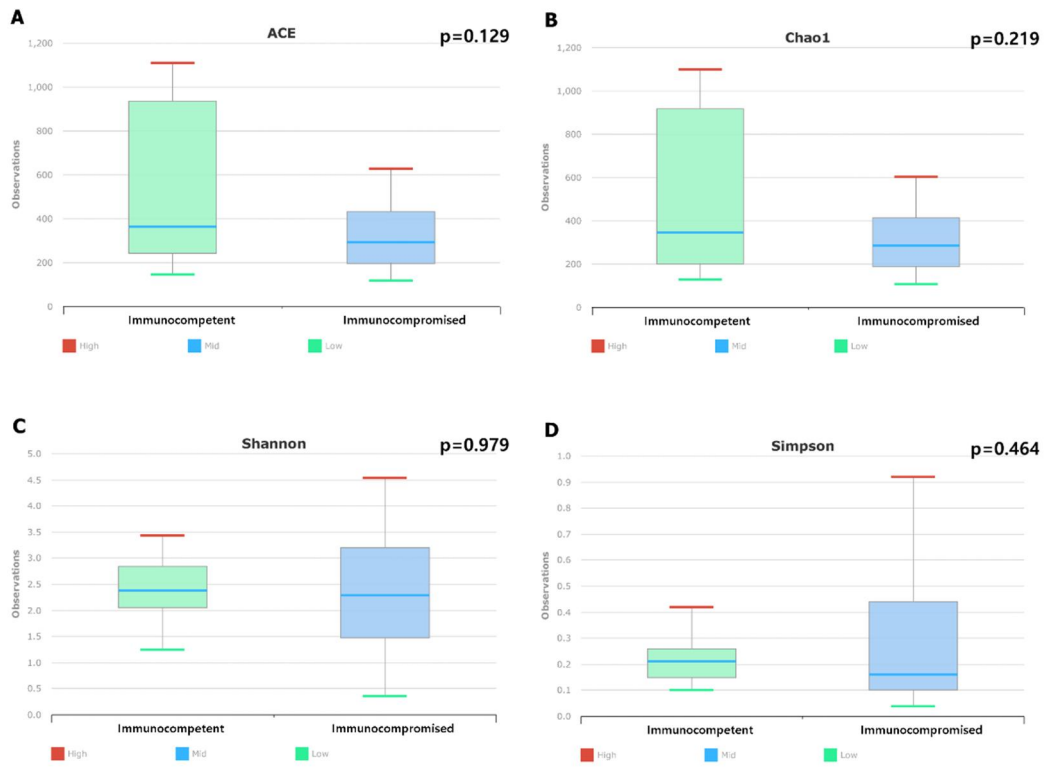 A
ACE
p=0.129
1,200
1,000
800
600
400
200
0
Observations
Immunocompetent
Immunocompromised
High
Mid
Low
B
Chao1
p=0.219
1,200
1,000
800
600
400
200
0
Observations
Immunocompetent
Immunocompromised
High
Mid
Low
C
Shannon
p=0.979
5.0
4.5
4.0
3.5
3.0
2.5
2.0
1.5
1.0
0.5
0.0
Observations
Immunocompetent
Immunocompromised
High
Mid
Low
D
Simpson
p=0.464
1.0
0.9
0.8
0.7
0.6
0.5
0.4
0.3
0.2
0.1
0.0
Observations
Immunocompetent
Immunocompromised
High
Mid
Low